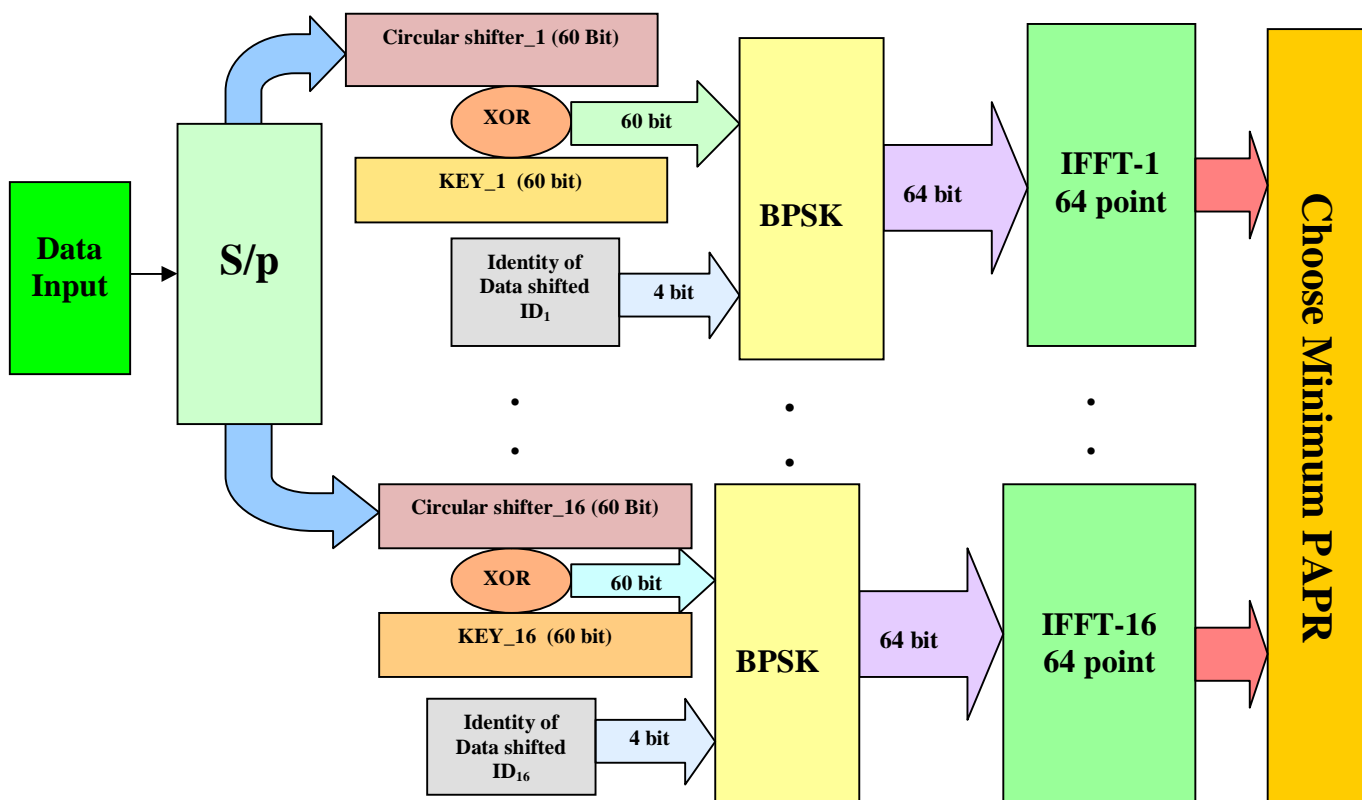 Data
Input
S/p
Circular shifter_1 (60 Bit)
XOR
60 bit
KEY_1 (60 bit)
Identity of
Data shifted
ID₁
4 bit
BPSK
64 bit
IFFT-1
64 point
Circular shifter_16 (60 Bit)
XOR
60 bit
KEY_16 (60 bit)
Identity of
Data shifted
ID₁₆
4 bit
BPSK
64 bit
IFFT-16
64 point
Choose Minimum PAPR